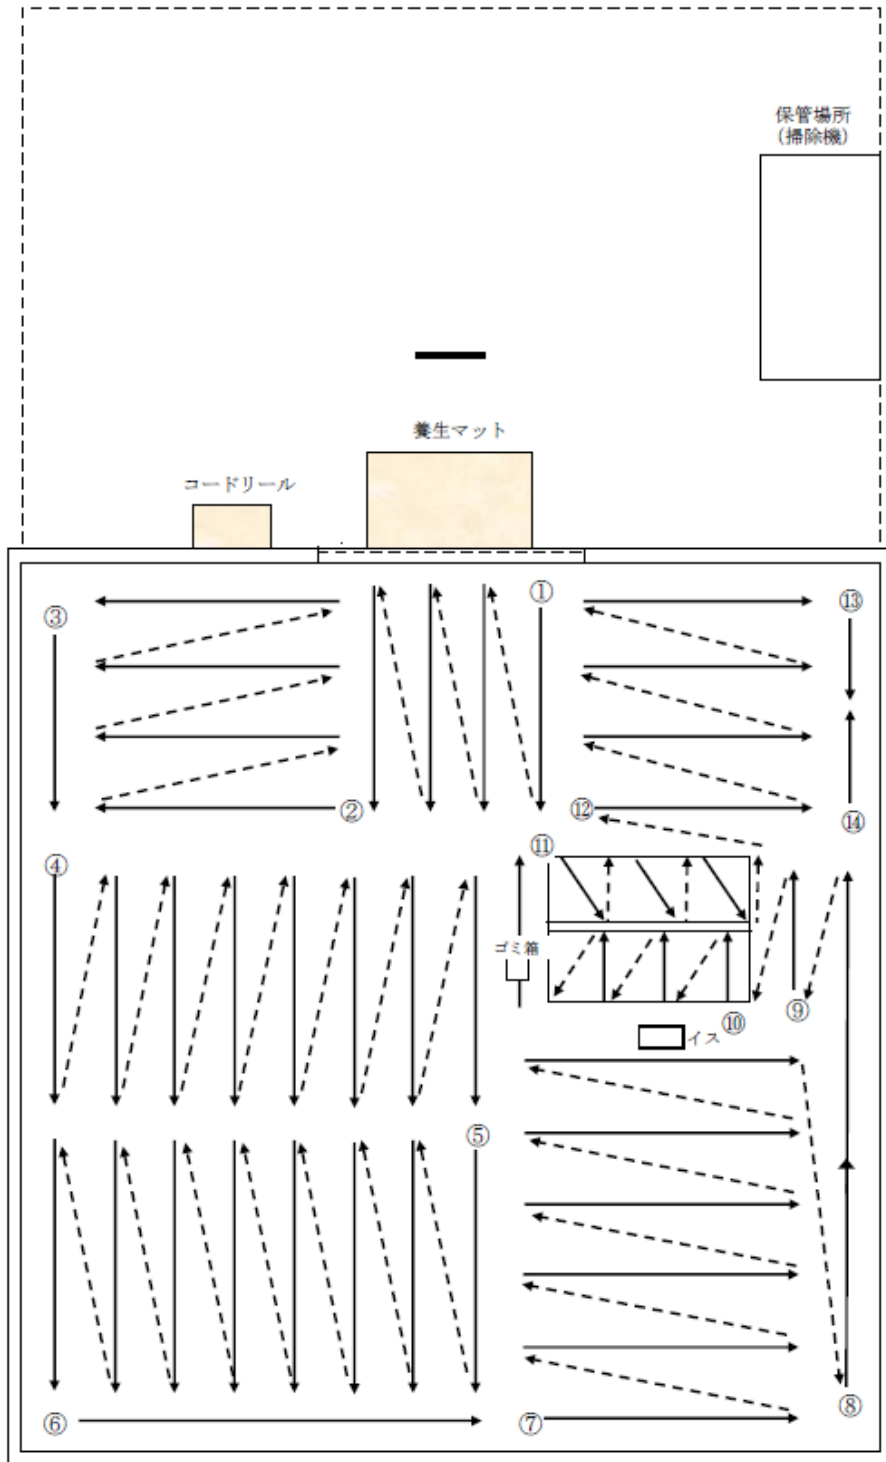 保管場所
(掃除機)
養生マット
コードリール
①
③
⑬
②
⑫
⑭
⑪
④
ゴミ箱
⑨
⑩
イス
⑤
⑧
⑥
⑦